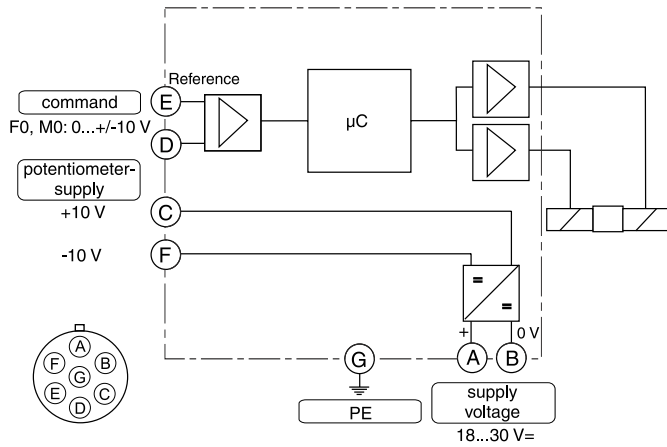 Reference
E
command
F0, M0: 0...+/-10 V
D
µC
potentiometer-
supply
+10 V
C
-10 V
F
=
=
+
0 V
A
B
G
PE
supply
voltage
18...30 V=
A
F
B
G
E
C
D